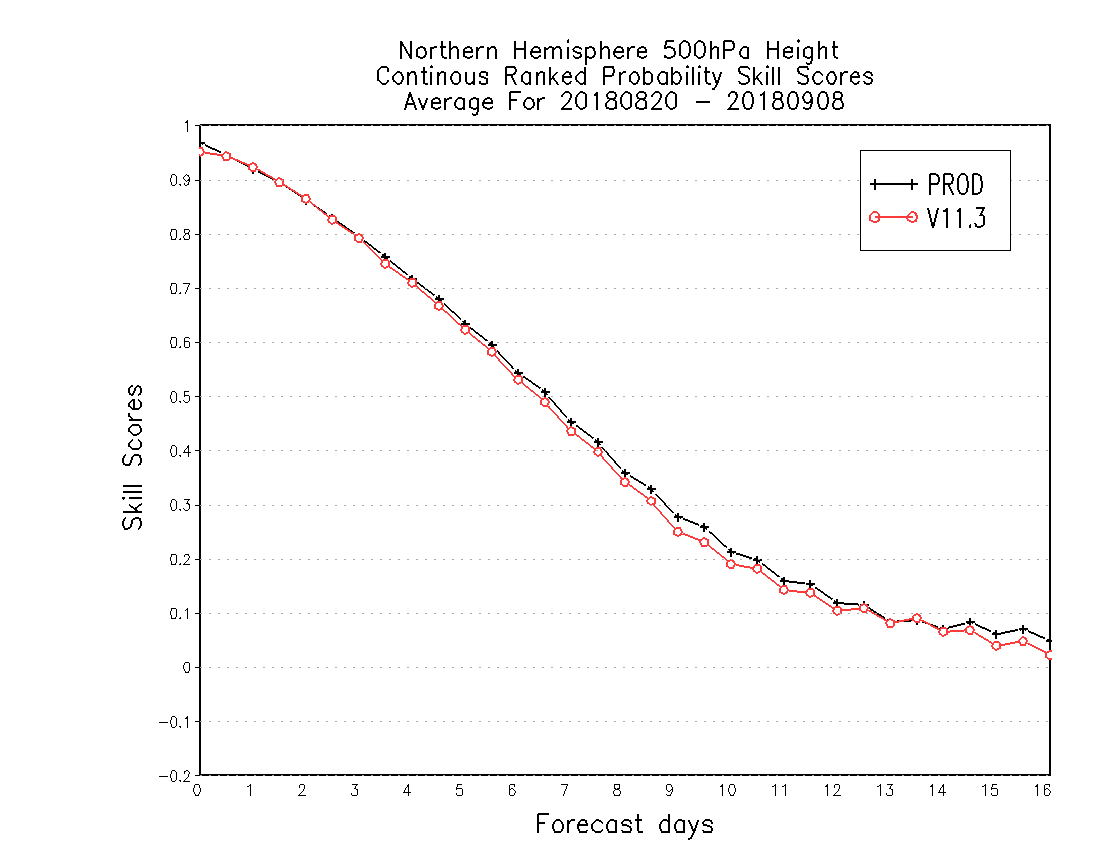 Northern Hemisphere 500hPa Height
Continous Ranked Probability Skill Scores
Average For 20180820 − 20180908
1
0.9
0.8
0.7
0.6
0.5
0.4
0.3
0.2
0.1
0
−0.1
−0.2
Skill Scores
PROD
V11.3
0 1 2 3 4 5 6 7 8 9 10 11 12 13 14 15 16
Forecast days